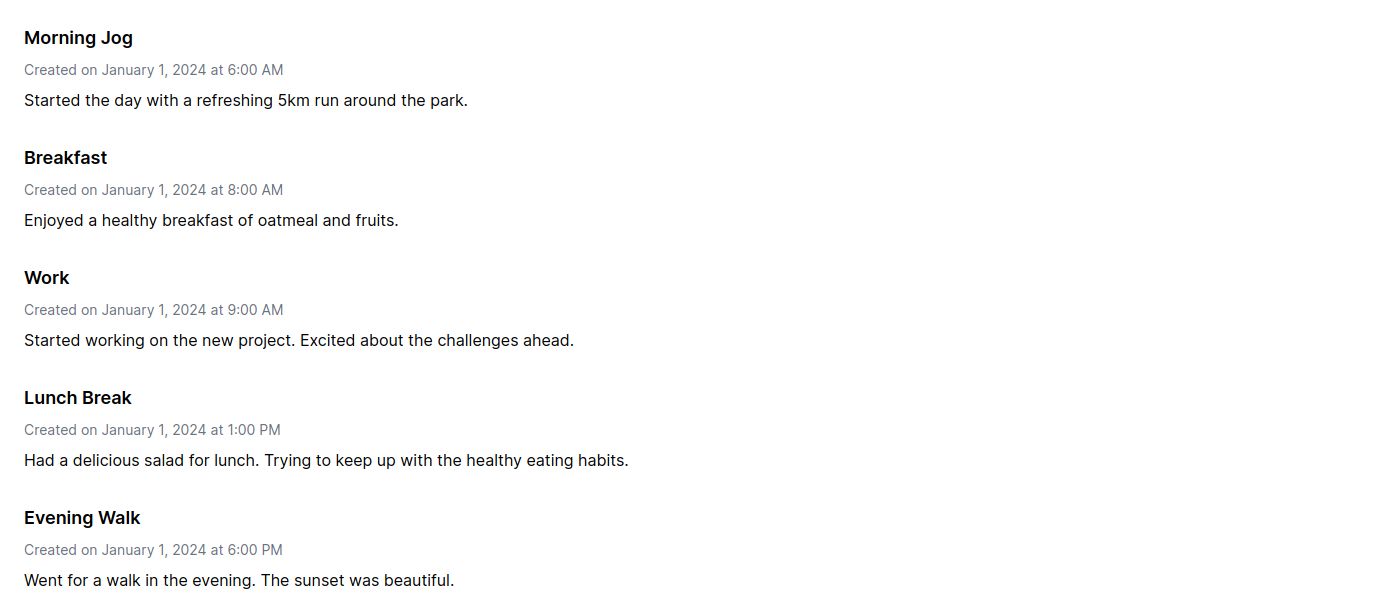 Morning Jog
Created on January 1, 2024 at 6:00 AM
Started the day with a refreshing 5km run around the park.
Breakfast
Created on January 1, 2024 at 8:00 AM
Enjoyed a healthy breakfast of oatmeal and fruits.
Work
Created on January 1, 2024 at 9:00 AM
Started working on the new project. Excited about the challenges ahead.
Lunch Break
Created on January 1, 2024 at 1:00 PM
Had a delicious salad for lunch. Trying to keep up with the healthy eating habits.
Evening Walk
Created on January 1, 2024 at 6:00 PM
Went for a walk in the evening. The sunset was beautiful.